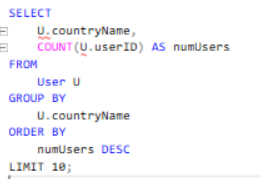 SELECT
U.countryName,
COUNT(U.userID) AS numUsers
FROM
User U
GROUP BY
U.countryName
ORDER BY
numUsers DESC
LIMIT 10;